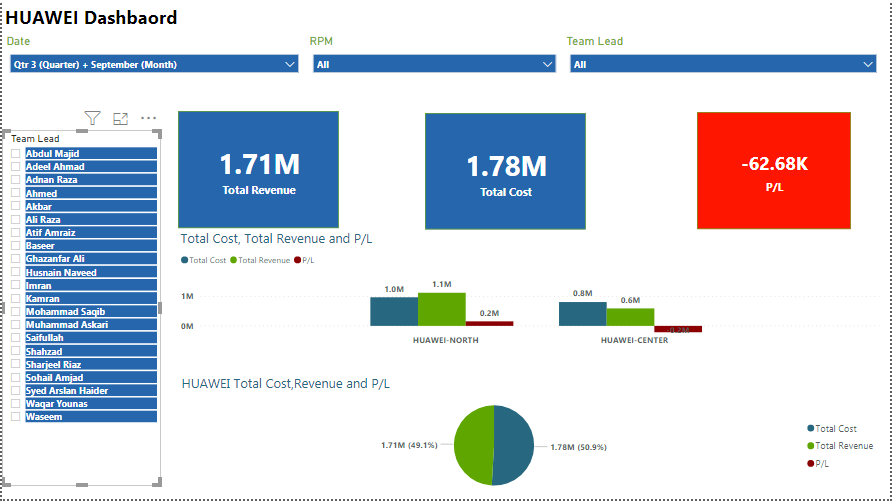 HUAWEI Dashbaord
Date
RPM
Team Lead
Qtr 3 (Quarter) + September (Month)
All
All
Team Lead
Abdul Majid
Adeel Ahmad
Adnan Raza
Ahmed
Akbar
Ali Raza
Atif Amraiz
Baseer
Ghazanfar Ali
Husnain Naveed
Imran
Kamran
Mohammad Saqib
Muhammad Askari
Saifullah
Shahzad
Sharjeel Riaz
Sohail Amjad
Syed Arslan Haider
Waqar Younas
Waseem
1.71M
Total Revenue
1.78M
Total Cost
-62.68K
P/L
Total Cost, Total Revenue and P/L
Total Cost Total Revenue P/L
1M
0M
1.0M
1.1M
0.2M
0.8M
0.6M
-0.2M
HUAWEI-NORTH
HUAWEI-CENTER
HUAWEI Total Cost,Revenue and P/L
1.71M (49.1%)
1.78M (50.9%)
Total Cost
Total Revenue
P/L